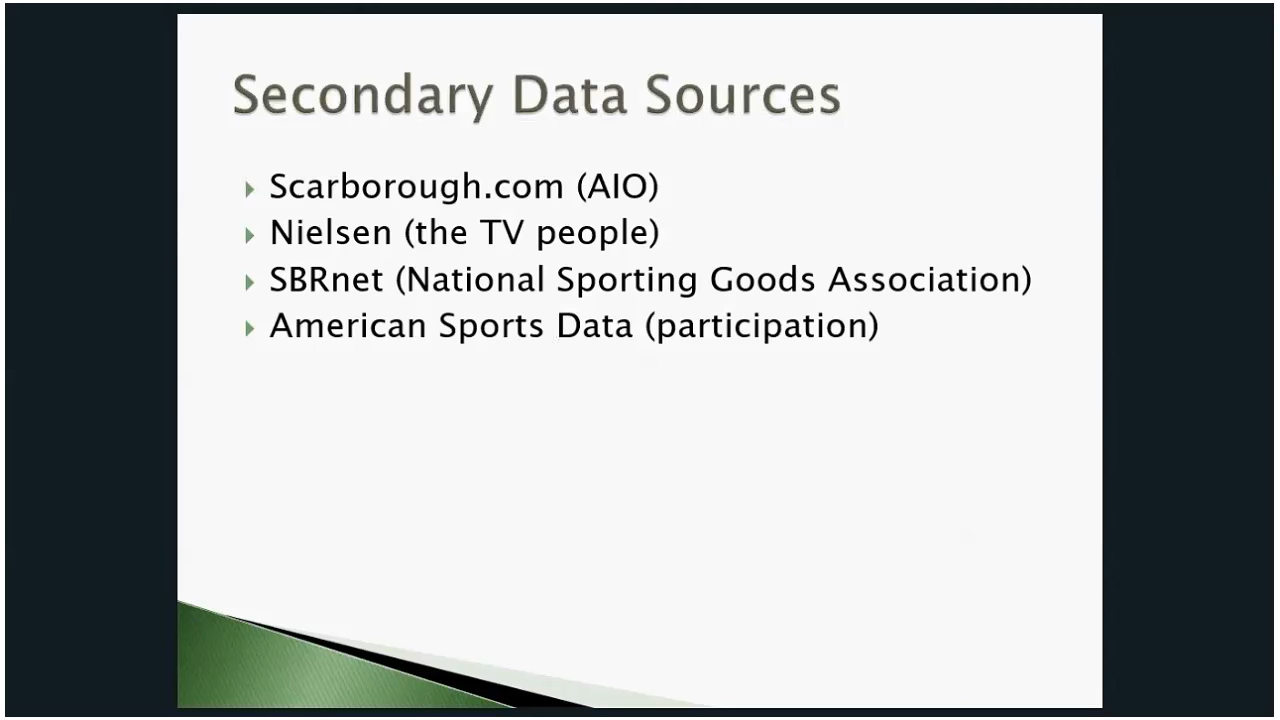 Secondary Data Sources
Scarborough.com (AIO)
Nielsen (the TV people)
SBRnet (National Sporting Goods Association)
American Sports Data (participation)